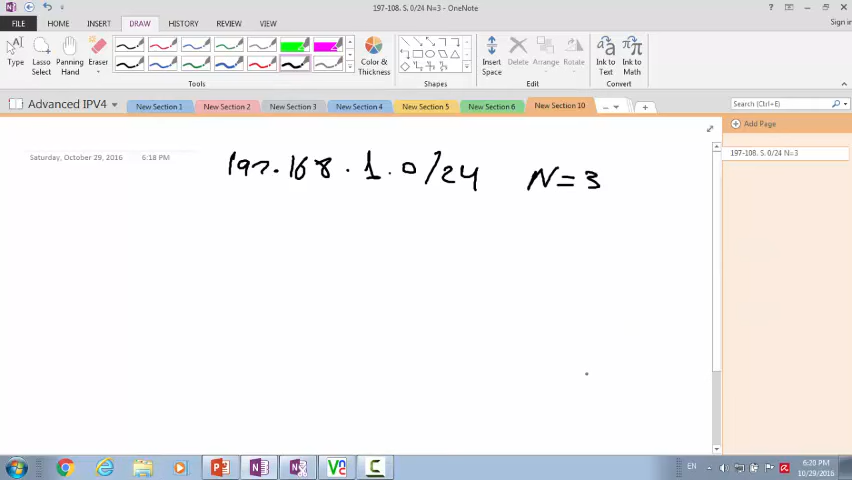 197-108. S. 0/24 N=3 - OneNote
FILE HOME INSERT DRAW HISTORY REVIEW VIEW
Sign in
Type Lasso Select Panning Hand Eraser Color & Thickness Insert Space Delete Arrange Rotate Ink to Text Ink to Math
Tools Shapes Edit Convert
Advanced IPV4 New Section 1 New Section 2 New Section 3 New Section 4 New Section 5 New Section 6 New Section 10 Search (Ctrl+E)
Add Page
Saturday, October 29, 2016 6:18 PM
197-108. S. 0/24 N=3
192.168.1.0/24 N=3
EN 6:20 PM
10/29/2016